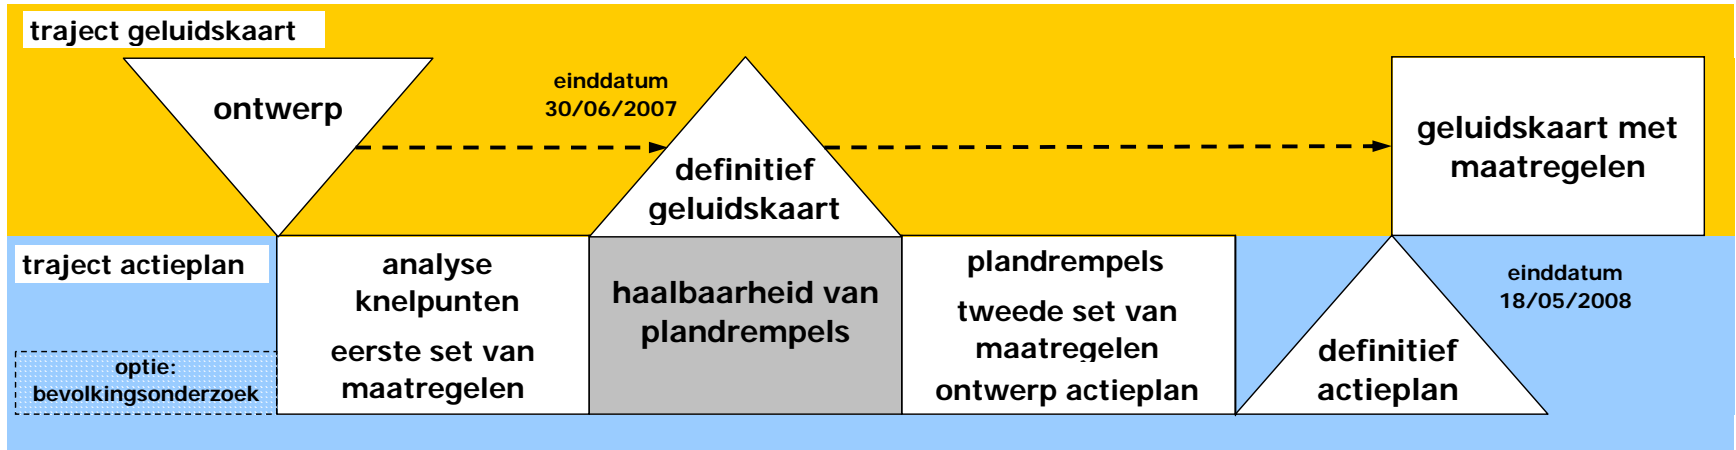 traject geluidskaart
ontwerp
einddatum
30/06/2007
definitief
geluidskaart
geluidskaart met
maatregelen
traject actieplan
optie:
bevolkingsonderzoek
analyse
knelpunten
eerste set van
maatregelen
haalbaarheid van
plandrempels
plandrempels
tweede set van
maatregelen
ontwerp actieplan
definitief
actieplan
einddatum
18/05/2008